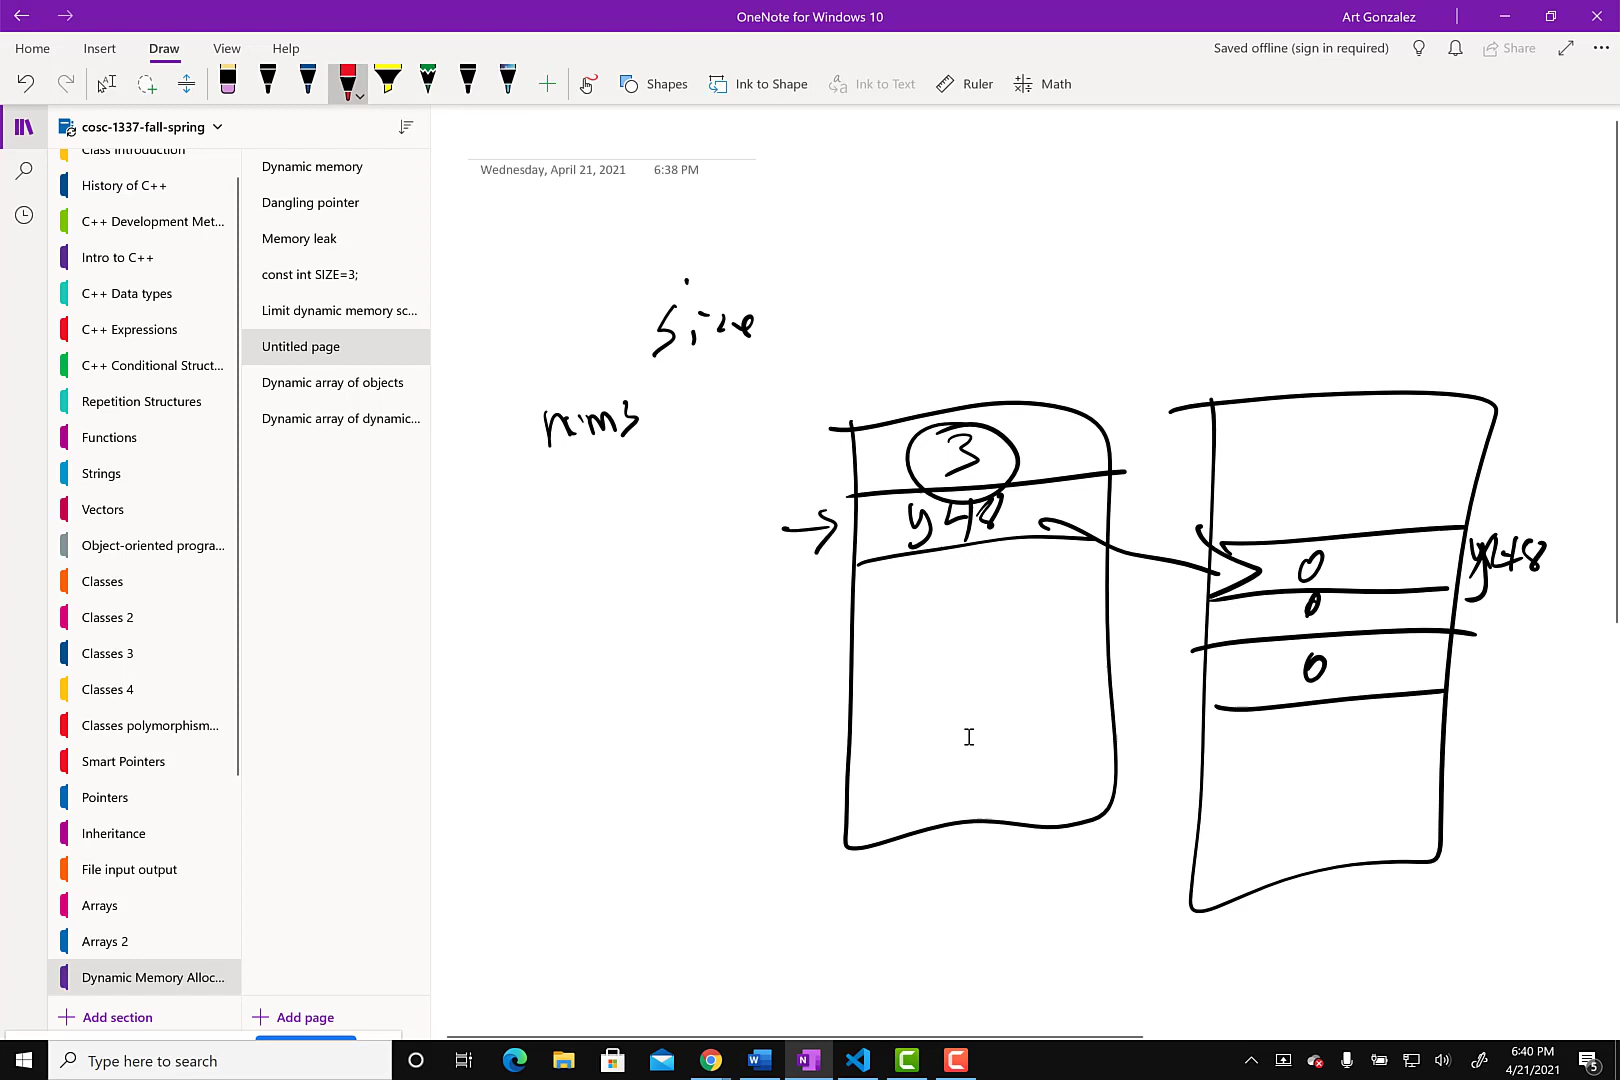 OneNote for Windows 10
Art Gonzalez
Home Insert Draw View Help
Saved offline (sign in required)
Share
Shapes Ink to Shape Ink to Text Ruler Math
cosc-1337-fall-spring
Class Introduction
History of C++
C++ Development Met...
Intro to C++
C++ Data types
C++ Expressions
C++ Conditional Struct...
Repetition Structures
Functions
Strings
Vectors
Object-oriented progra...
Classes
Classes 2
Classes 3
Classes 4
Classes polymorphism...
Smart Pointers
Pointers
Inheritance
File input output
Arrays
Arrays 2
Dynamic Memory Alloc...
Add section
Dynamic memory
Dangling pointer
Memory leak
const int SIZE=3;
Limit dynamic memory sc...
Untitled page
Dynamic array of objects
Dynamic array of dynamic...
Add page
Wednesday, April 21, 2021 6:38 PM
size
nums
3
y48
0
0
0
Type here to search
6:40 PM
4/21/2021
5